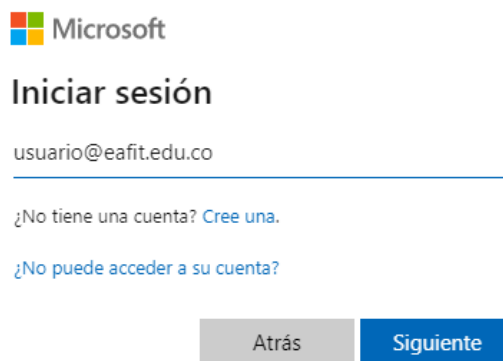 Microsoft
Iniciar sesión
usuario@eafit.edu.co
¿No tiene una cuenta? Cree una.
¿No puede acceder a su cuenta?
Atrás Siguiente